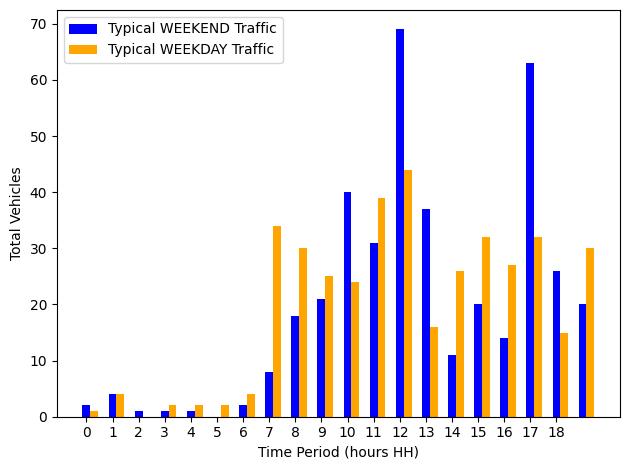 Typical WEEKEND Traffic
Typical WEEKDAY Traffic
70
60
50
40
30
20
10
0
Total Vehicles
0 1 2 3 4 5 6 7 8 9 10 11 12 13 14 15 16 17 18
Time Period (hours HH)